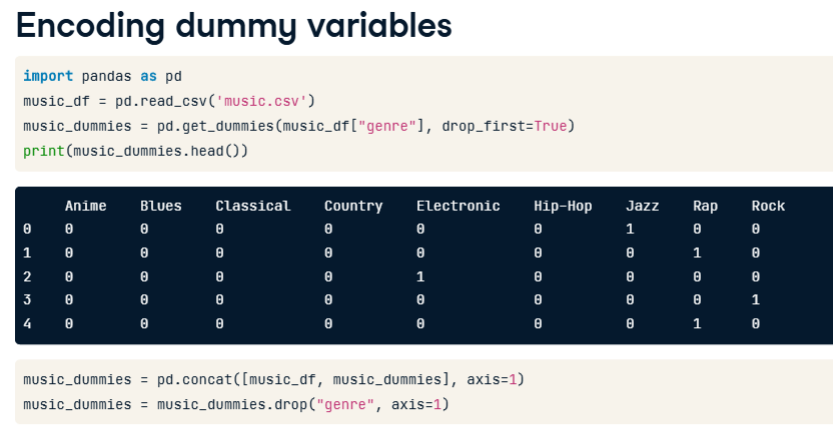 Encoding dummy variables
import pandas as pd
music_df = pd.read_csv('music.csv')
music_dummies = pd.get_dummies(music_df["genre"], drop_first=True)
print(music_dummies.head())
Anime Blues Classical Country Electronic Hip-Hop Jazz Rap Rock
0 0 0 0 0 0 0 1 0 0
1 0 0 0 0 0 0 0 1 0
2 0 0 0 0 1 0 0 0 0
3 0 0 0 0 0 0 0 0 1
4 0 0 0 0 0 0 0 1 0
music_dummies = pd.concat([music_df, music_dummies], axis=1)
music_dummies = music_dummies.drop("genre", axis=1)